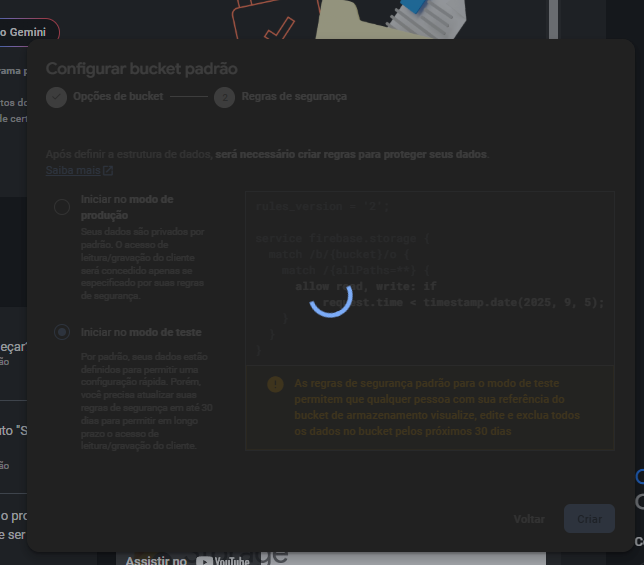 o Gemini
rama p
Configurar bucket padrão
Opções de bucket
2 Regras de segurança
Após definir a estrutura de dados, será necessário criar regras para proteger seus dados.
Saiba mais
Iniciar no modo de
produção
Seus dados são privados por
padrão. O acesso de
leitura/gravação do cliente
será concedido apenas se
especificado por suas regras
de segurança.
Iniciar no modo de teste
Por padrão, seus dados estão
definidos para permitir uma
configuração rápida. Porém,
você precisa atualizar suas
regras de segurança em até 30
dias para permitir em longo
prazo o acesso de
leitura/gravação do cliente.
rules_version = '2';
service firebase.storage {
match /b/{bucket}/o {
match /{allPaths=**} {
allow read, write: if
request.time < timestamp.date(2025, 9, 5);
}
}
}
! As regras de segurança padrão para o modo de teste
permitem que qualquer pessoa com sua referência do
bucket de armazenamento visualize, edite e exclua todos
os dados no bucket pelos próximos 30 dias
Voltar
Criar
eçar?
ão
uto "S
ão
o pro
e ser
Assistir no YouTube